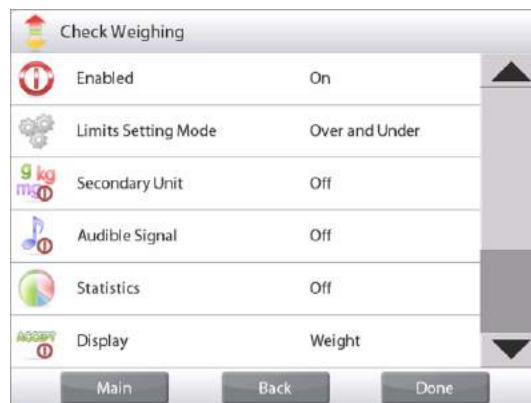 Check Weighing
Enabled On
Limits Setting Mode Over and Under
g kg
mg
Secondary Unit Off
Audible Signal Off
Statistics Off
ACCEPT
Display Weight
Main Back Done